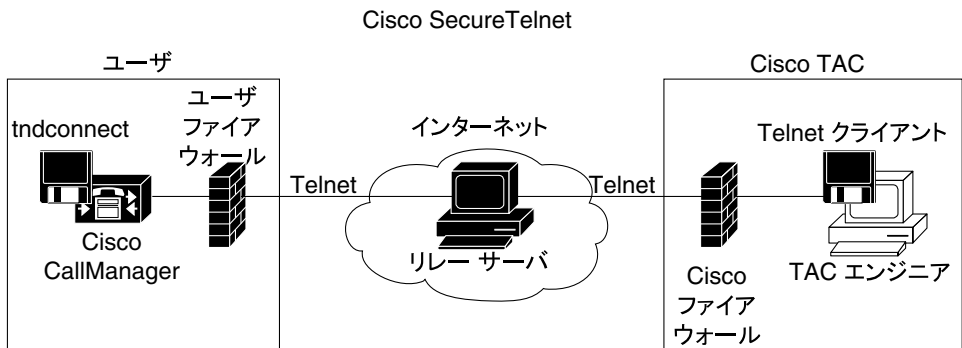 Cisco SecureTelnet
ユーザ
Cisco TAC
tndconnect
ユーザ
ファイア
ウォール
インターネット
Telnet クライアント
Telnet
Telnet
Cisco
CallManager
リレー サーバ
Cisco
ファイア
ウォール
TAC エンジニア